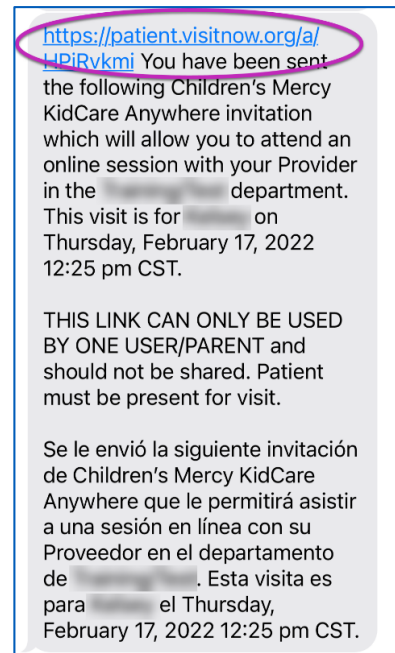 https://patient.visitnow.org/a/
HPiRvkmi You have been sent
the following Children's Mercy
KidCare Anywhere invitation
which will allow you to attend an
online session with your Provider
in the department.
This visit is for on
Thursday, February 17, 2022
12:25 pm CST.
THIS LINK CAN ONLY BE USED
BY ONE USER/PARENT and
should not be shared. Patient
must be present for visit.
Se le envió la siguiente invitación
de Children's Mercy KidCare
Anywhere que le permitirá asistir
a una sesión en línea con su
Proveedor en el departamento
de . Esta visita es
para el Thursday,
February 17, 2022 12:25 pm CST.